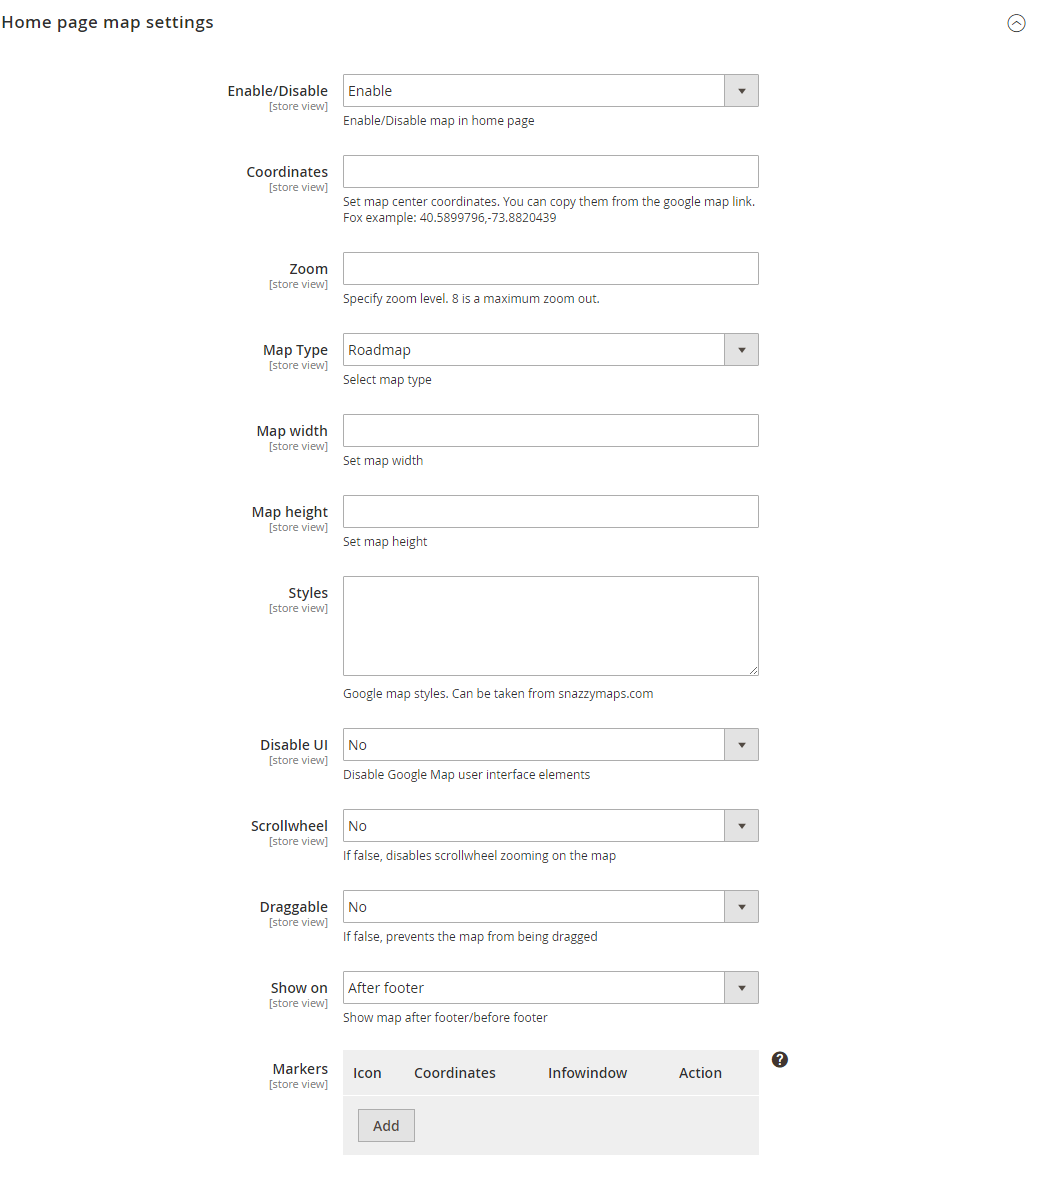 Home page map settings
Enable/Disable
[store view]
Enable
Enable/Disable map in home page
Coordinates
[store view]
Set map center coordinates. You can copy them from the google map link.
Fox example: 40.5899796,-73.8820439
Zoom
[store view]
Specify zoom level. 8 is a maximum zoom out.
Map Type
[store view]
Roadmap
Select map type
Map width
[store view]
Set map width
Map height
[store view]
Set map height
Styles
[store view]
Google map styles. Can be taken from snazzymaps.com
Disable UI
[store view]
No
Disable Google Map user interface elements
Scrollwheel
[store view]
No
If false, disables scrollwheel zooming on the map
Draggable
[store view]
No
If false, prevents the map from being dragged
Show on
[store view]
After footer
Show map after footer/before footer
Markers
[store view]
Icon Coordinates Infowindow Action
?
Add